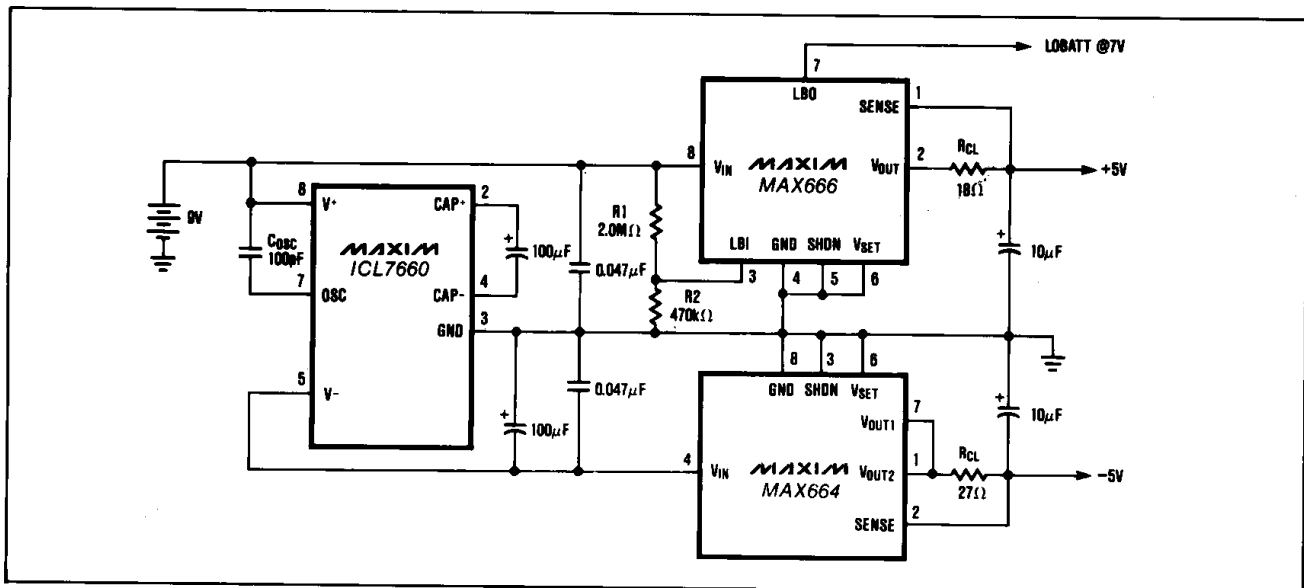 LOBATT @7V
7
LBO
SENSE
1
8
VIN
MAXIM
MAX666
VOUT
2
RCL
18Ω
+5V
9V
8
V+
CAP+
2
COSC
100pF
MAXIM
ICL7660
+
100µF
7
OSC
CAP-
4
GND
3
5
V-
+
100µF
0.047µF
0.047µF
R1
2.0MΩ
R2
470kΩ
LBI
GND
SHDN
VSET
3
4
5
6
+
10µF
8
3
6
GND
SHDN
VSET
+
10µF
7
VOUT1
4
VIN
MAXIM
MAX664
VOUT2
1
RCL
27Ω
-5V
SENSE
2